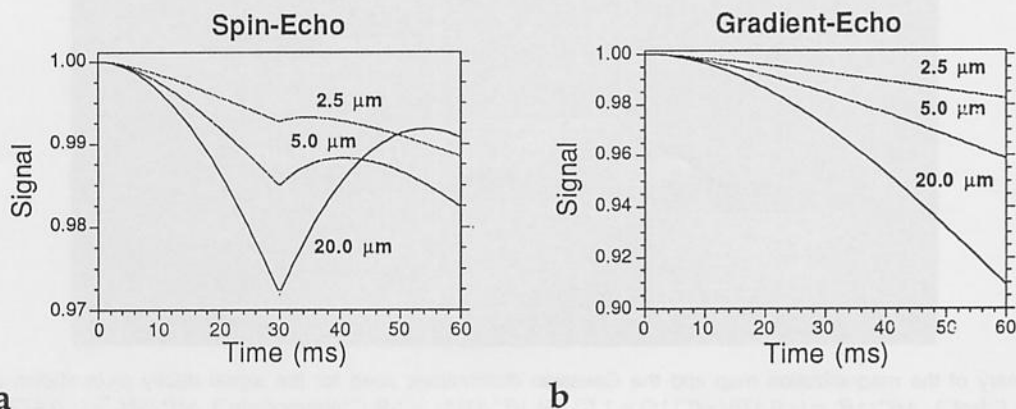 Spin-Echo
1.00
0.99
0.98
0.97
Signal
2.5 μm
5.0 μm
20.0 μm
0
10
20
30
40
50
60
Time (ms)
a
Gradient-Echo
1.00
0.98
0.96
0.94
0.92
0.90
Signal
2.5 μm
5.0 μm
20.0 μm
0
10
20
30
40
50
60
Time (ms)
b